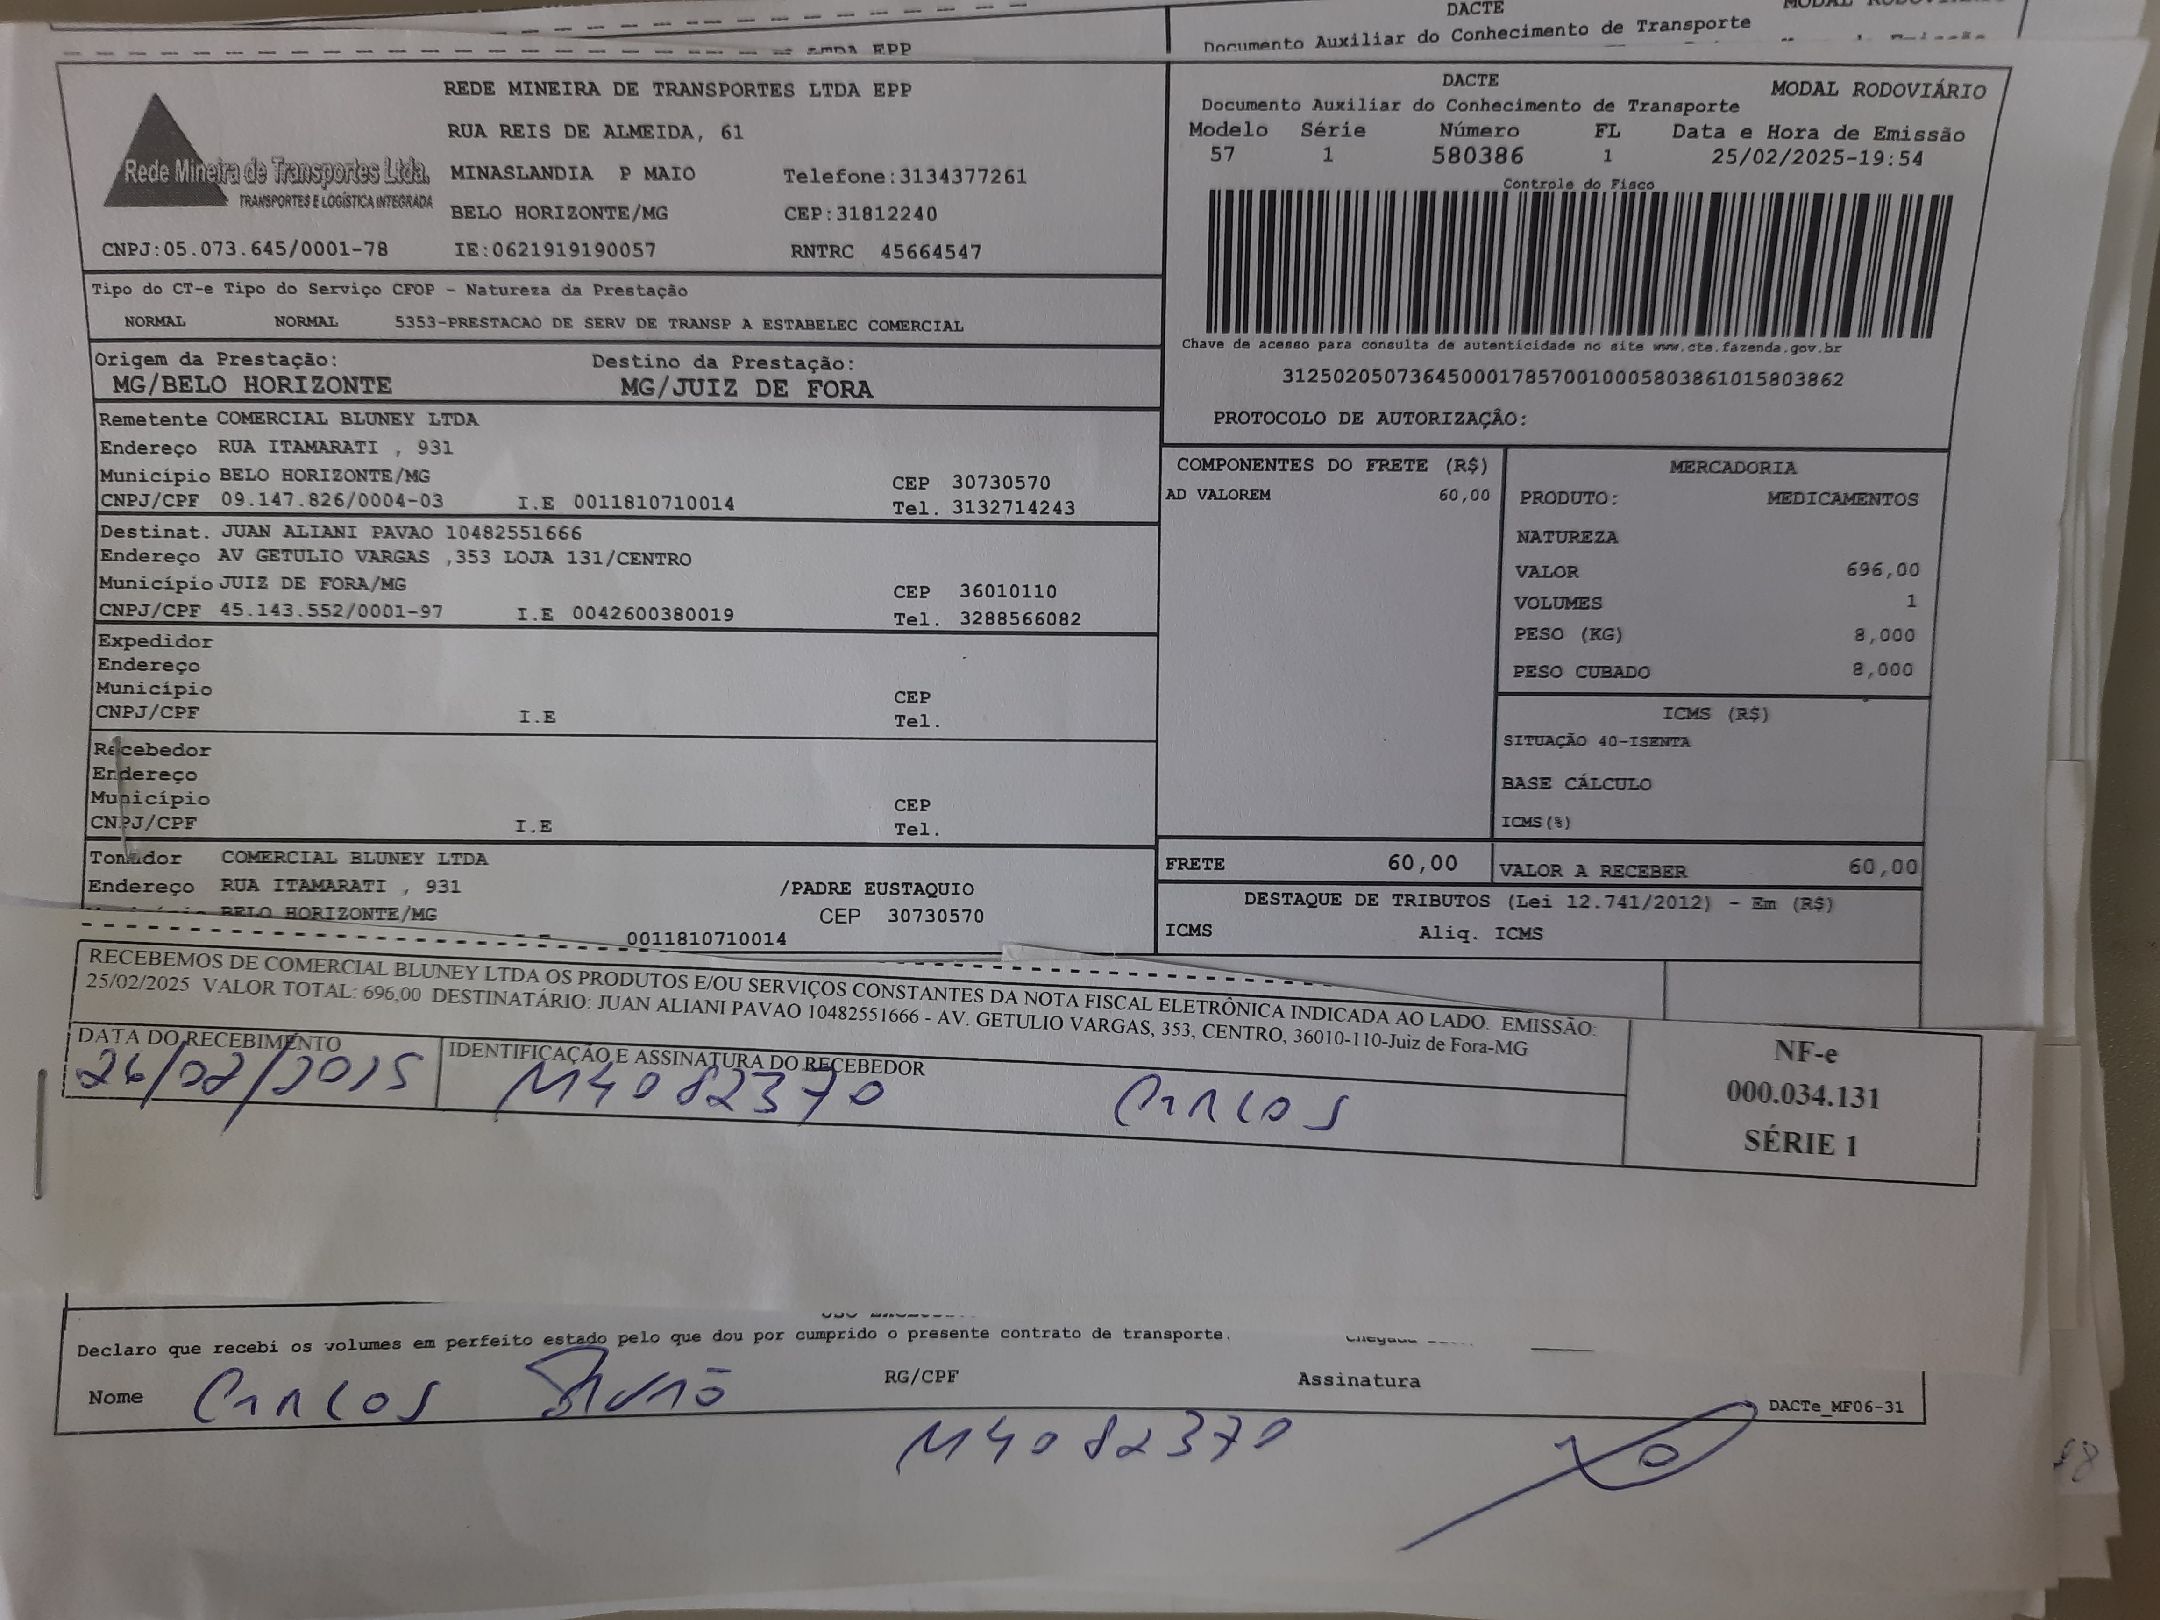 DACTE
Documento Auxiliar do Conhecimento de Transporte
EPP
REDE MINEIRA DE TRANSPORTES LTDA EPP
RUA REIS DE ALMEIDA, 61
MINASLANDIA P MAIO Telefone:3134377261
BELO HORIZONTE/MG CEP:31812240
Rede Mineira de Transportes Ltda.
TRANSPORTES E LOGÍSTICA INTEGRADA
CNPJ:05.073.645/0001-78 IE:0621919190057 RNTRC 45664547
DACTE MODAL RODOVIÁRIO
Documento Auxiliar do Conhecimento de Transporte
Modelo Série Número FL Data e Hora de Emissão
57 1 580386 1 25/02/2025-19:54
Controle do Fisco
Chave de acesso para consulta de autenticidade no site www.cte.fazenda.gov.br
31250205073645000178570010005803861015803862
PROTOCOLO DE AUTORIZAÇÃO:
Tipo do CT-e Tipo do Serviço CFOP - Natureza da Prestação
NORMAL NORMAL 5353-PRESTACAO DE SERV DE TRANSP A ESTABELEC COMERCIAL
Origem da Prestação: Destino da Prestação:
MG/BELO HORIZONTE MG/JUIZ DE FORA
Remetente COMERCIAL BLUNEY LTDA
Endereço RUA ITAMARATI , 931
Município BELO HORIZONTE/MG CEP 30730570
CNPJ/CPF 09.147.826/0004-03 I.E 0011810710014 Tel. 3132714243
Destinat. JUAN ALIANI PAVAO 10482551666
Endereço AV GETULIO VARGAS ,353 LOJA 131/CENTRO
Município JUIZ DE FORA/MG CEP 36010110
CNPJ/CPF 45.143.552/0001-97 I.E 0042600380019 Tel. 3288566082
Expedidor
Endereço
Município CEP
CNPJ/CPF I.E Tel.
Recebedor
Endereço
Município CEP
CNPJ/CPF I.E Tel.
Tomador COMERCIAL BLUNEY LTDA
Endereço RUA ITAMARATI , 931 /PADRE EUSTAQUIO
BELO HORIZONTE/MG CEP 30730570
0011810710014
COMPONENTES DO FRETE (R$)
AD VALOREM 60,00
MERCADORIA
PRODUTO: MEDICAMENTOS
NATUREZA
VALOR 696,00
VOLUMES 1
PESO (KG) 8,000
PESO CUBADO 8,000
ICMS (R$)
SITUAÇÃO 40-ISENTA
BASE CÁLCULO
ICMS(%)
FRETE 60,00 VALOR A RECEBER 60,00
DESTAQUE DE TRIBUTOS (Lei 12.741/2012) - Em (R$)
ICMS Aliq. ICMS
RECEBEMOS DE COMERCIAL BLUNEY LTDA OS PRODUTOS E/OU SERVIÇOS CONSTANTES DA NOTA FISCAL ELETRÔNICA INDICADA AO LADO. EMISSÃO:
25/02/2025 VALOR TOTAL: 696,00 DESTINATÁRIO: JUAN ALIANI PAVAO 10482551666 - AV. GETULIO VARGAS, 353, CENTRO, 36010-110-Juiz de Fora-MG
DATA DO RECEBIMENTO IDENTIFICAÇÃO E ASSINATURA DO RECEBEDOR
26/02/2025 M4082370 CARLOS
NF-e
000.034.131
SÉRIE 1
Declaro que recebi os volumes em perfeito estado pelo que dou por cumprido o presente contrato de transporte.
Nome CARLOS RG/CPF Assinatura
DACTe_MF06-31
M4082370